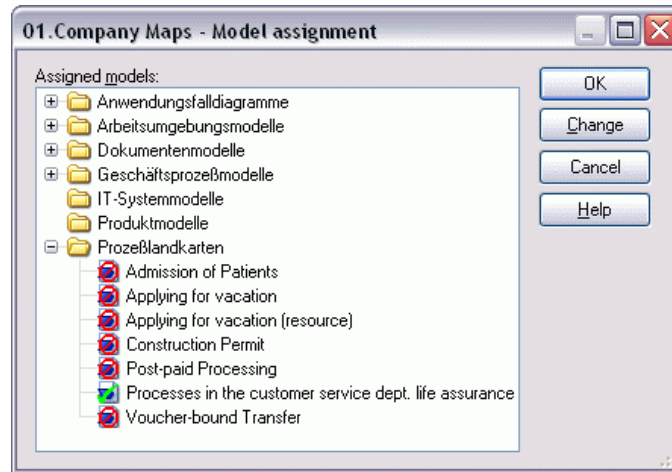 01.Company Maps - Model assignment
Assigned models:
Anwendungsfalldiagramme
Arbeitsumgebungsmodelle
Dokumentenmodelle
Geschäftsprozeßmodelle
IT-Systemmodelle
Produktmodelle
Prozeßlandkarten
Admission of Patients
Applying for vacation
Applying for vacation (resource)
Construction Permit
Post-paid Processing
Processes in the customer service dept. life assurance
Voucher-bound Transfer
OK
Change
Cancel
Help